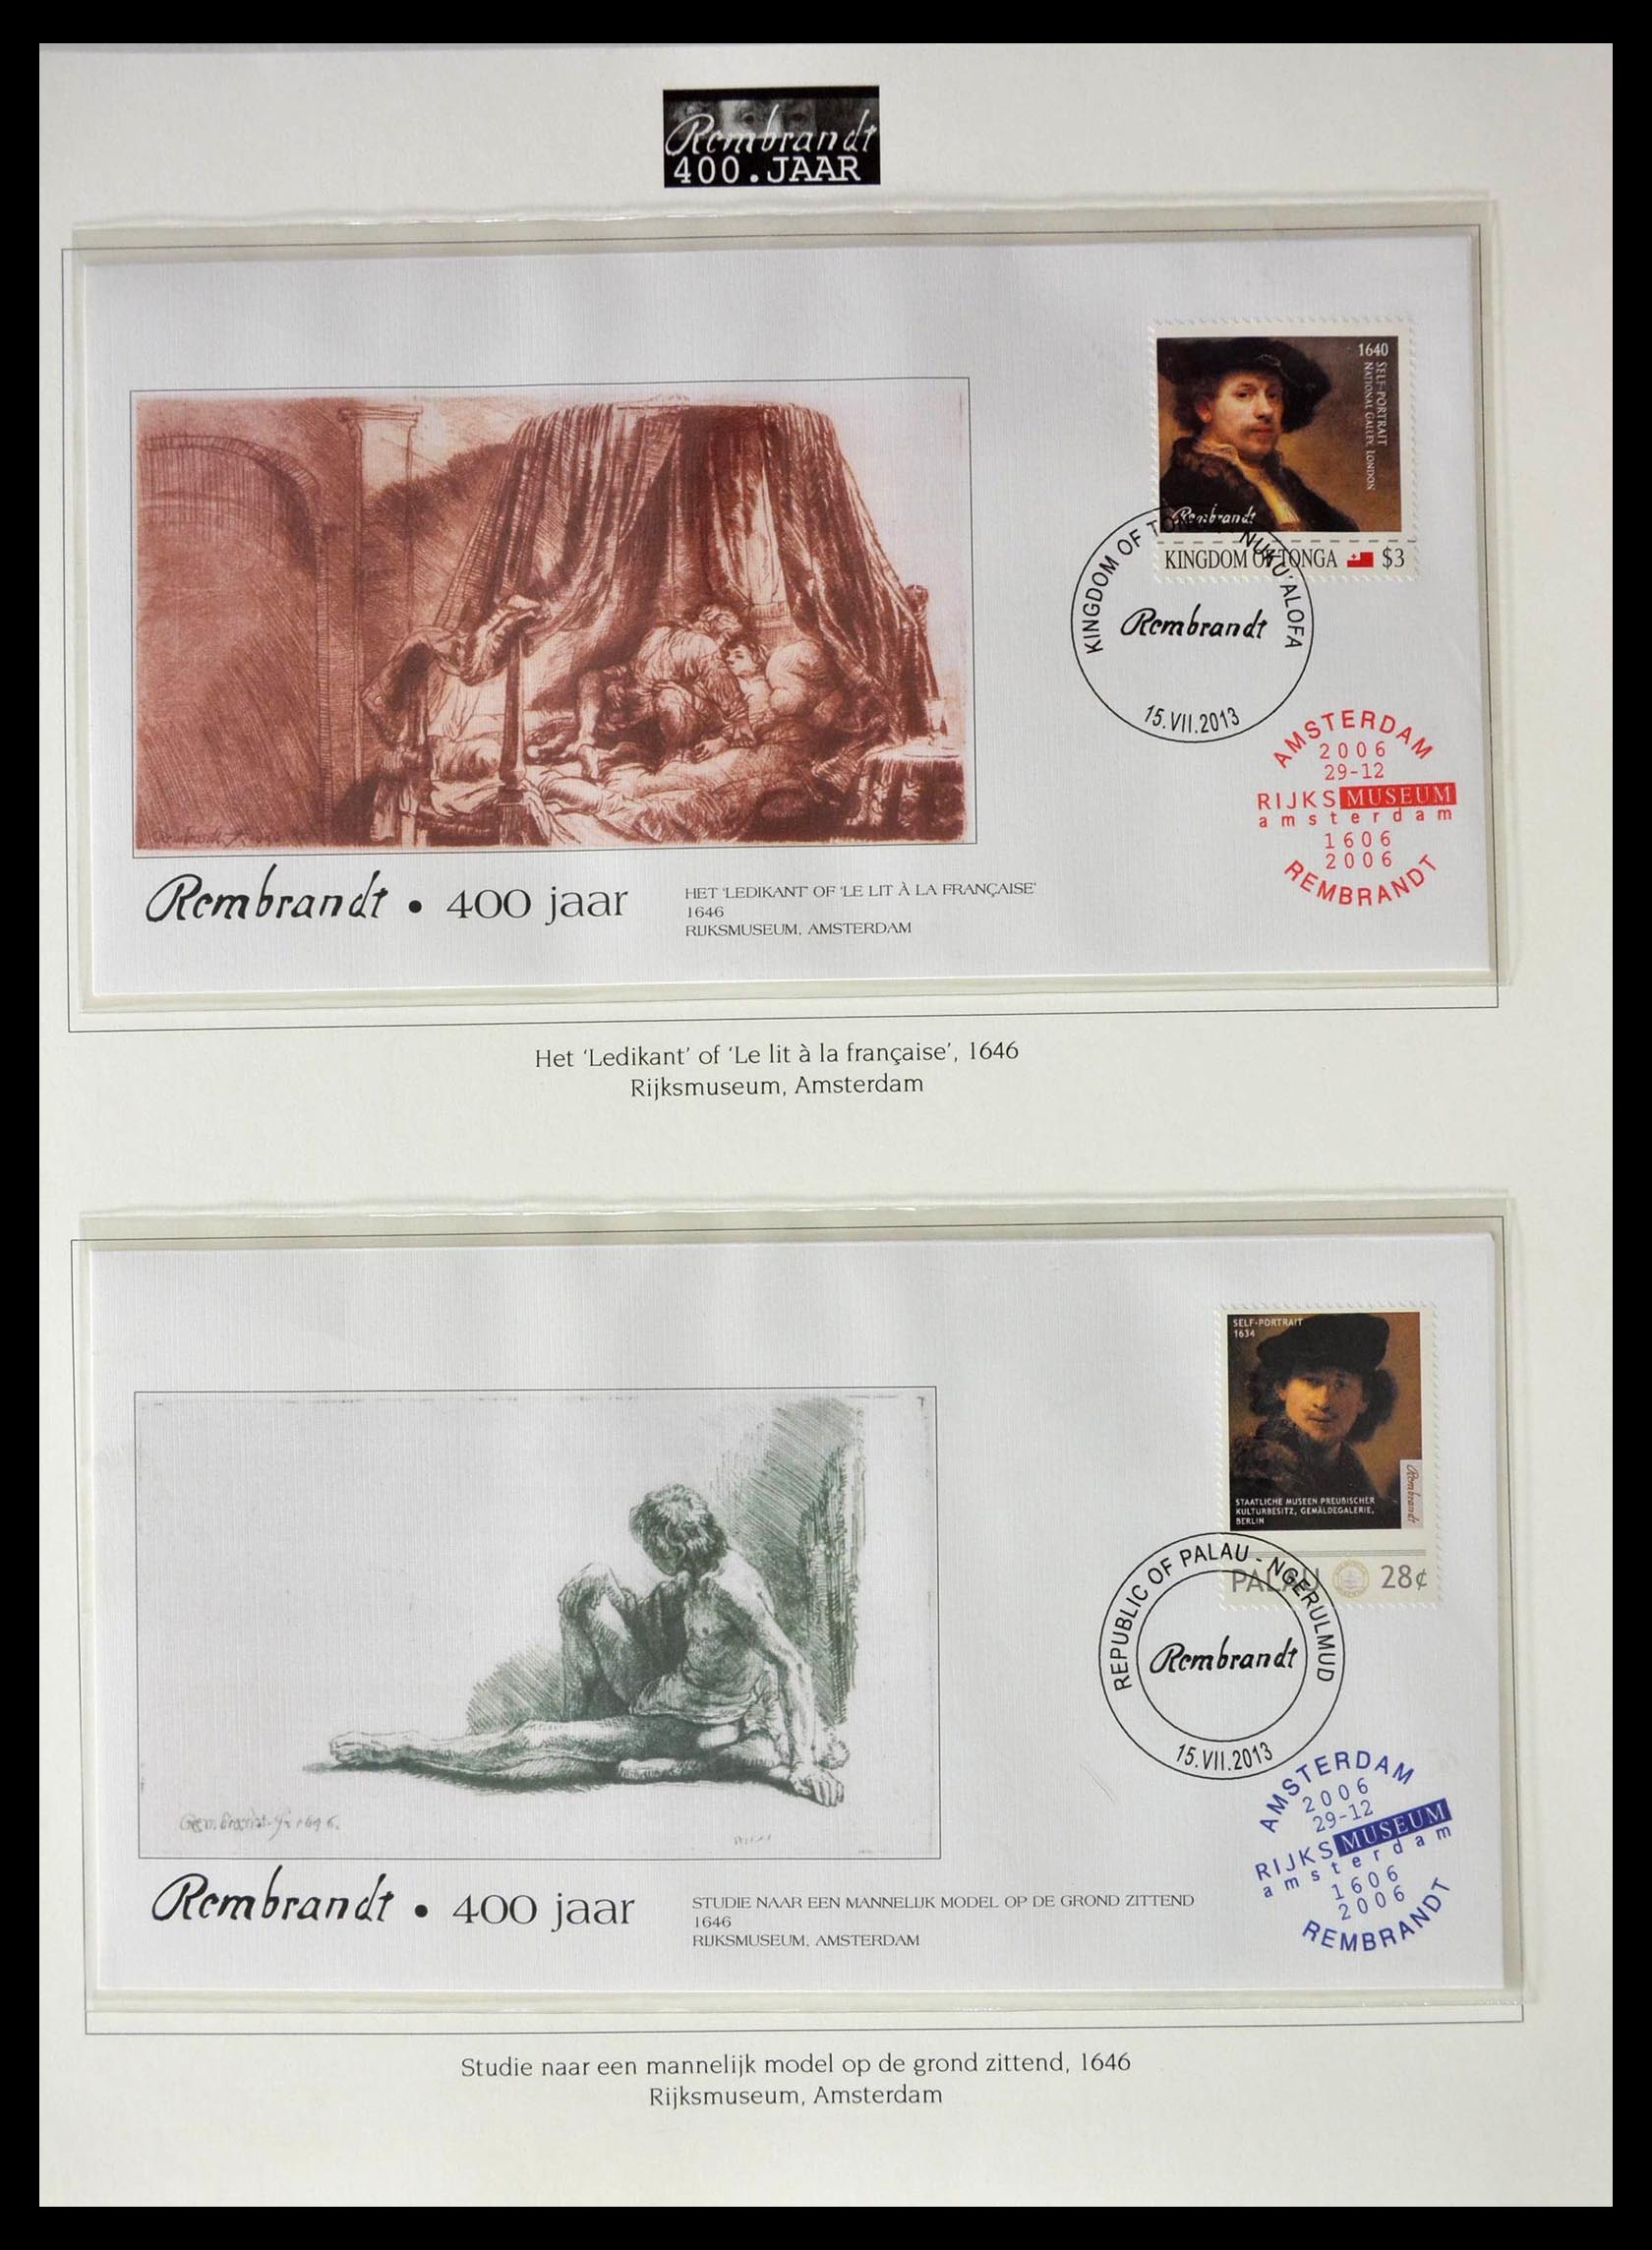 Rembrandt
400.JAAR
1640
SELF-PORTRAIT
NATIONAL GALLEY, LONDON
Rembrandt
KINGDOM OF TONGA $3
KINGDOM OF TONGA NUKU'ALOFA
Rembrandt
15.VII.2013
AMSTERDAM
2006
29-12
RIJKSMUSEUM
amsterdam
1606
2006
REMBRANDT
Rembrandt • 400 jaar
HET 'LEDIKANT' OF 'LE LIT À LA FRANÇAISE'
1646
RIJKSMUSEUM, AMSTERDAM
Het 'Ledikant' of 'Le lit à la française', 1646
Rijksmuseum, Amsterdam
SELF-PORTRAIT
1634
Rembrandt
STAATLICHE MUSEEN PREUßISCHER
KULTURBESITZ, GEMÄLDEGALERIE,
BERLIN
PALAU 28¢
REPUBLIC OF PALAU - NGERULMUD
Rembrandt
15.VII.2013
AMSTERDAM
2006
29-12
RIJKSMUSEUM
amsterdam
1606
2006
REMBRANDT
Rembrandt f. 1646.
Rembrandt • 400 jaar
STUDIE NAAR EEN MANNELIJK MODEL OP DE GROND ZITTEND
1646
RIJKSMUSEUM, AMSTERDAM
Studie naar een mannelijk model op de grond zittend, 1646
Rijksmuseum, Amsterdam